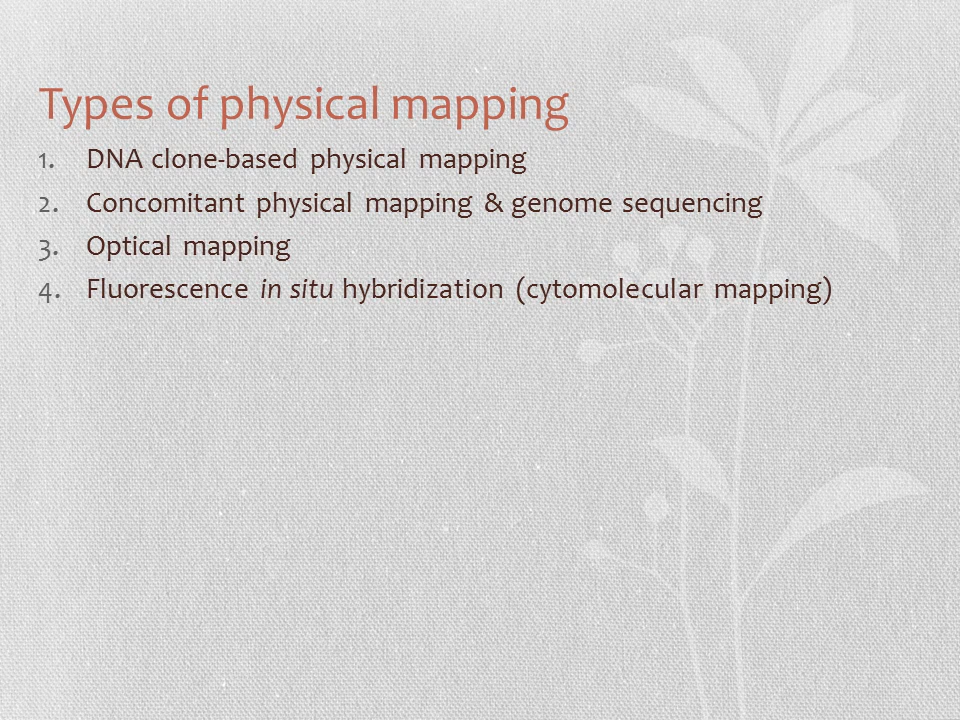 Types of physical mapping
1. DNA clone-based physical mapping
2. Concomitant physical mapping & genome sequencing
3. Optical mapping
4. Fluorescence in situ hybridization (cytomolecular mapping)